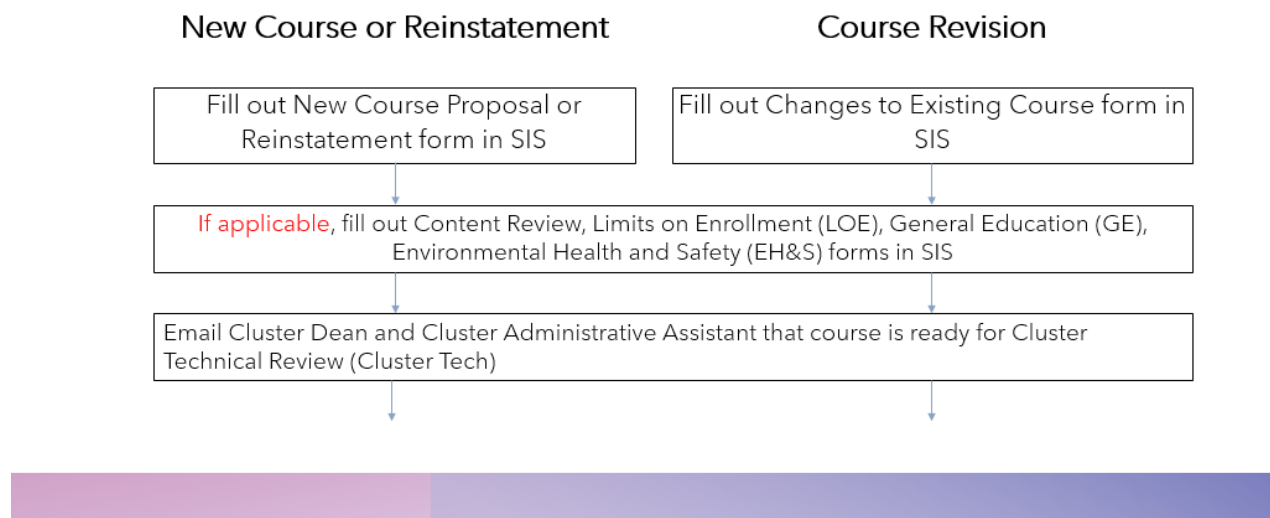 New Course or Reinstatement
Course Revision
Fill out New Course Proposal or
Reinstatement form in SIS
Fill out Changes to Existing Course form in
SIS
If applicable, fill out Content Review, Limits on Enrollment (LOE), General Education (GE),
Environmental Health and Safety (EH&S) forms in SIS
Email Cluster Dean and Cluster Administrative Assistant that course is ready for Cluster
Technical Review (Cluster Tech)